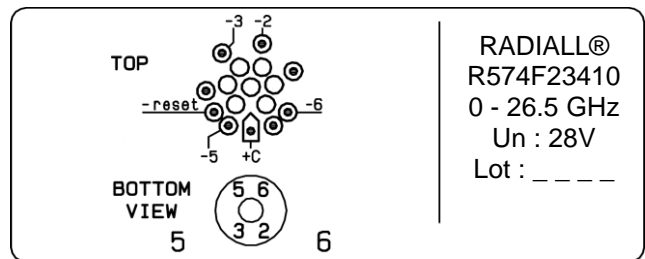 -3 -2
TOP
-reset
-6
-5 +C
BOTTOM
VIEW
5 6
3 2
5 6
RADIALL®
R574F23410
0 - 26.5 GHz
Un : 28V
Lot : _ _ _ _